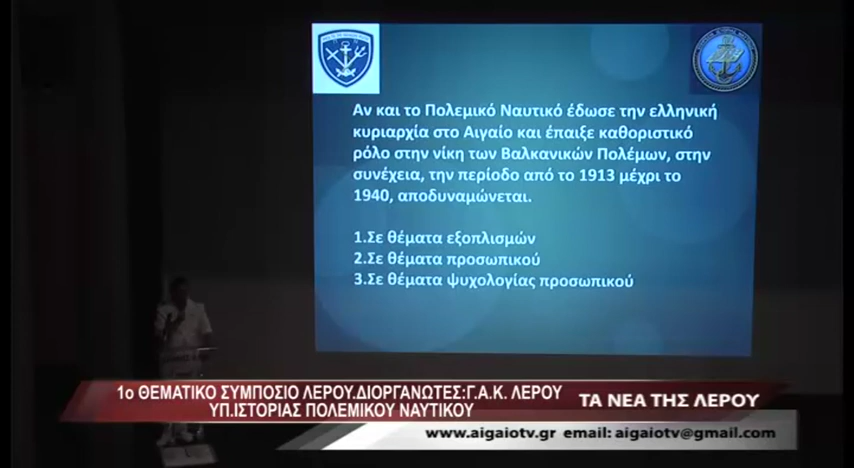 Αν και το Πολεμικό Ναυτικό έδωσε την ελληνική
κυριαρχία στο Αιγαίο και έπαιξε καθοριστικό
ρόλο στην νίκη των Βαλκανικών Πολέμων, στην
συνέχεια, την περίοδο από το 1913 μέχρι το
1940, αποδυναμώνεται.
1.Σε θέματα εξοπλισμών
2.Σε θέματα προσωπικού
3.Σε θέματα ψυχολογίας προσωπικού
1ο ΘΕΜΑΤΙΚΟ ΣΥΜΠΟΣΙΟ ΛΕΡΟΥ.ΔΙΟΡΓΑΝΩΤΕΣ:Γ.Α.Κ. ΛΕΡΟΥ
ΥΠ.ΙΣΤΟΡΙΑΣ ΠΟΛΕΜΙΚΟΥ ΝΑΥΤΙΚΟΥ
ΤΑ ΝΕΑ ΤΗΣ ΛΕΡΟΥ
www.aigaiotv.gr email: aigaiotv@gmail.com